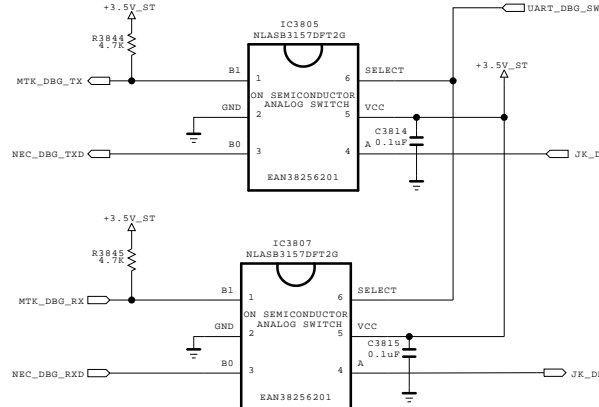 +3.5V_ST
UART_DBG_SW
R3844
4.7K
IC3805
NLASB3157DFT2G
+3.5V_ST
MTK_DBG_TX
B1
1
6
SELECT
ON SEMICONDUCTOR
ANALOG SWITCH
GND
2
5
VCC
C3814
0.1uF
NEC_DBG_TXD
B0
3
4
A
JK_D
EAN38256201
+3.5V_ST
R3845
4.7K
IC3807
NLASB3157DFT2G
MTK_DBG_RX
B1
1
6
SELECT
ON SEMICONDUCTOR
ANALOG SWITCH
GND
2
5
VCC
C3815
0.1uF
NEC_DBG_RXD
B0
3
4
A
JK_D
EAN38256201